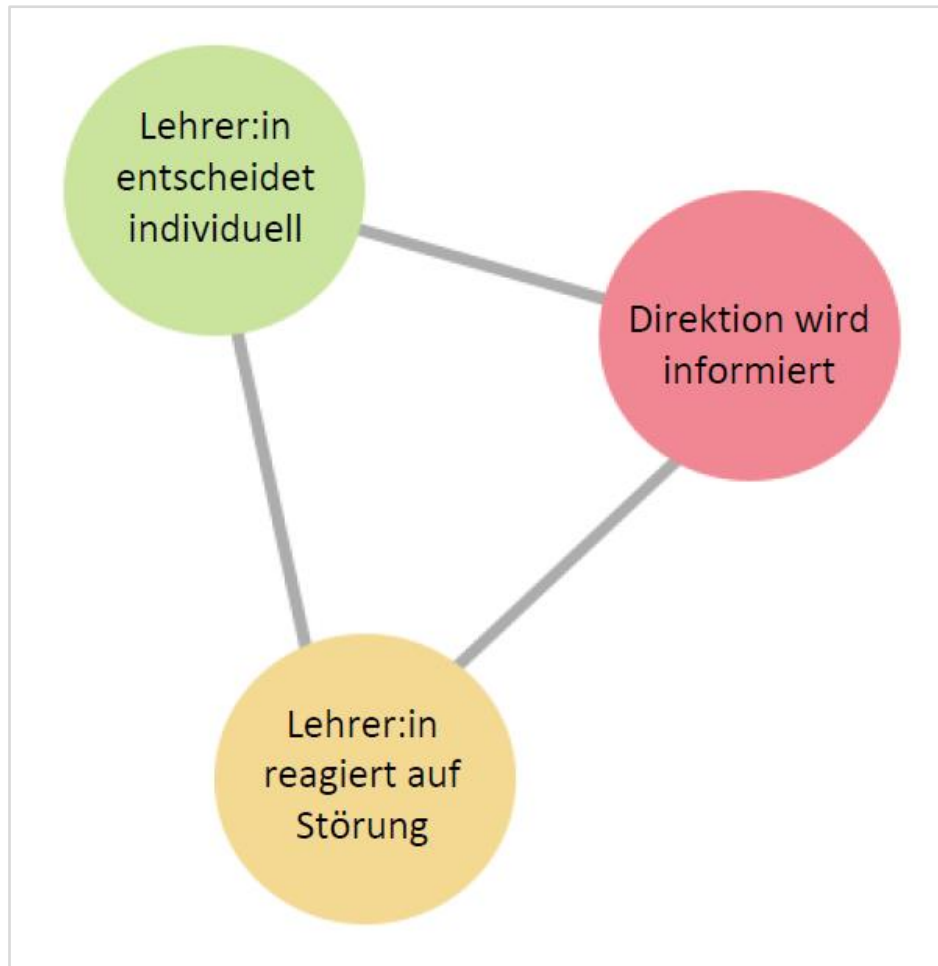 Lehrer:in
entscheidet
individuell
Direktion wird
informiert
Lehrer:in
reagiert auf
Störung